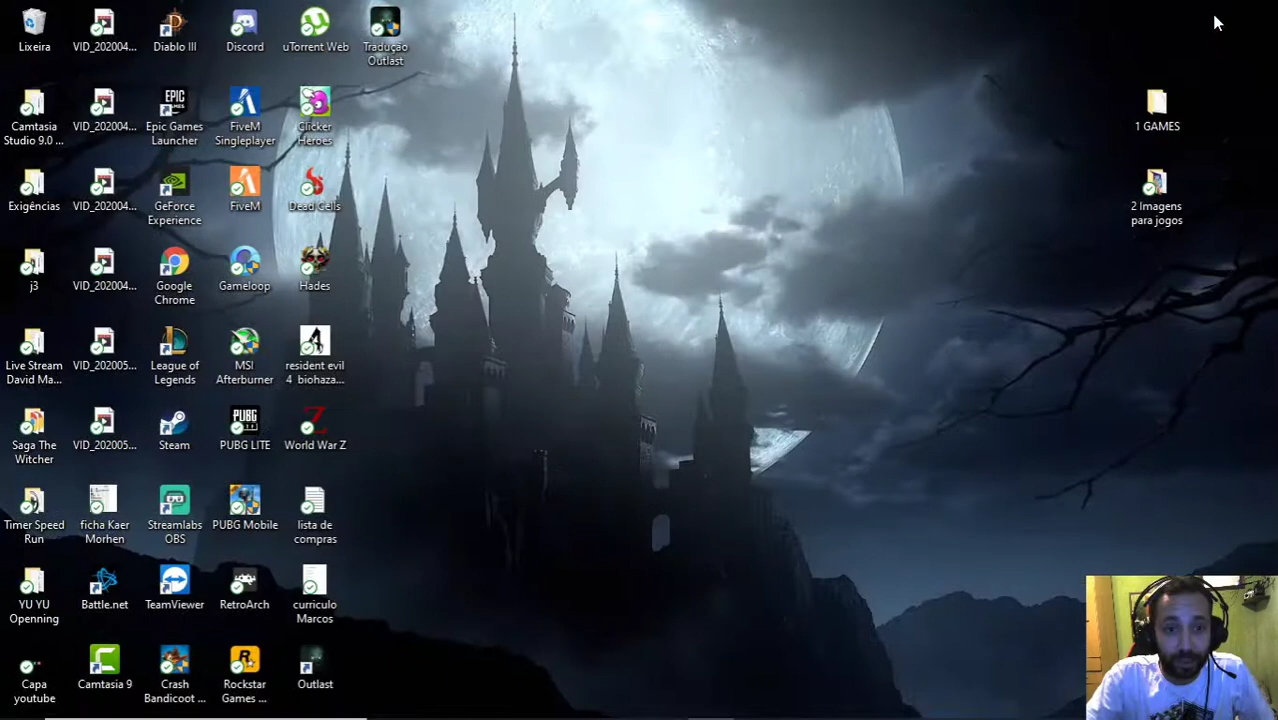 Lixeira
VID_202004...
Diablo III
Discord
uTorrent Web
Tradução
Outlast
Camtasia
Studio 9.0 ...
VID_202004...
Epic Games
Launcher
FiveM
Singleplayer
Clicker
Heroes
1 GAMES
Exigências
VID_202004...
GeForce
Experience
FiveM
Dead Cells
2 Imagens
para jogos
j3
VID_202004...
Google
Chrome
Gameloop
Hades
Live Stream
David Ma...
VID_202005...
League of
Legends
MSI
Afterburner
resident evil
4 biohaza...
Saga The
Witcher
VID_202005...
Steam
PUBG LITE
World War Z
Timer Speed
Run
ficha Kaer
Morhen
Streamlabs
OBS
PUBG Mobile
lista de
compras
YU YU
Openning
Battle.net
TeamViewer
RetroArch
curriculo
Marcos
Capa
youtube
Camtasia 9
Crash
Bandicoot ...
Rockstar
Games ...
Outlast